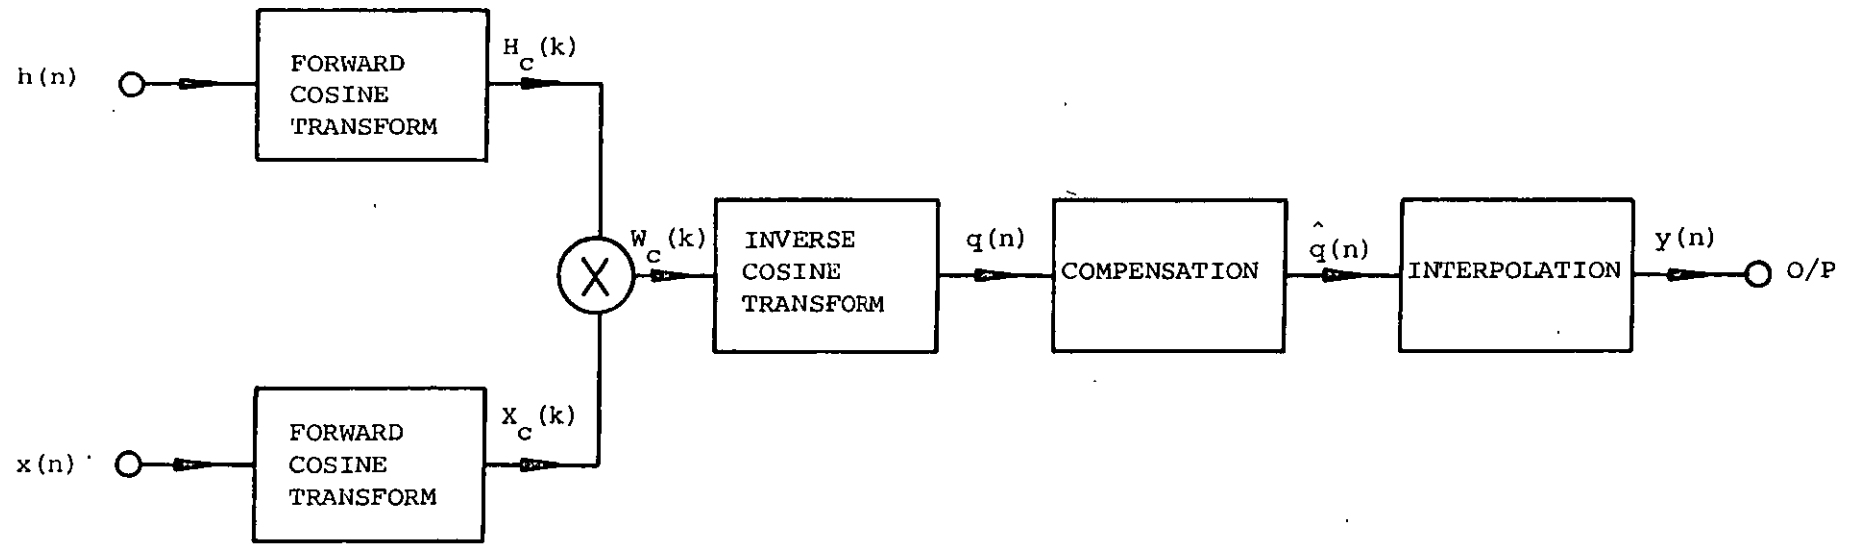 h(n)
FORWARD
COSINE
TRANSFORM
H_c(k)
X
W_c(k)
INVERSE
COSINE
TRANSFORM
q(n)
COMPENSATION
q̂(n)
INTERPOLATION
y(n)
O/P
x(n)
FORWARD
COSINE
TRANSFORM
X_c(k)